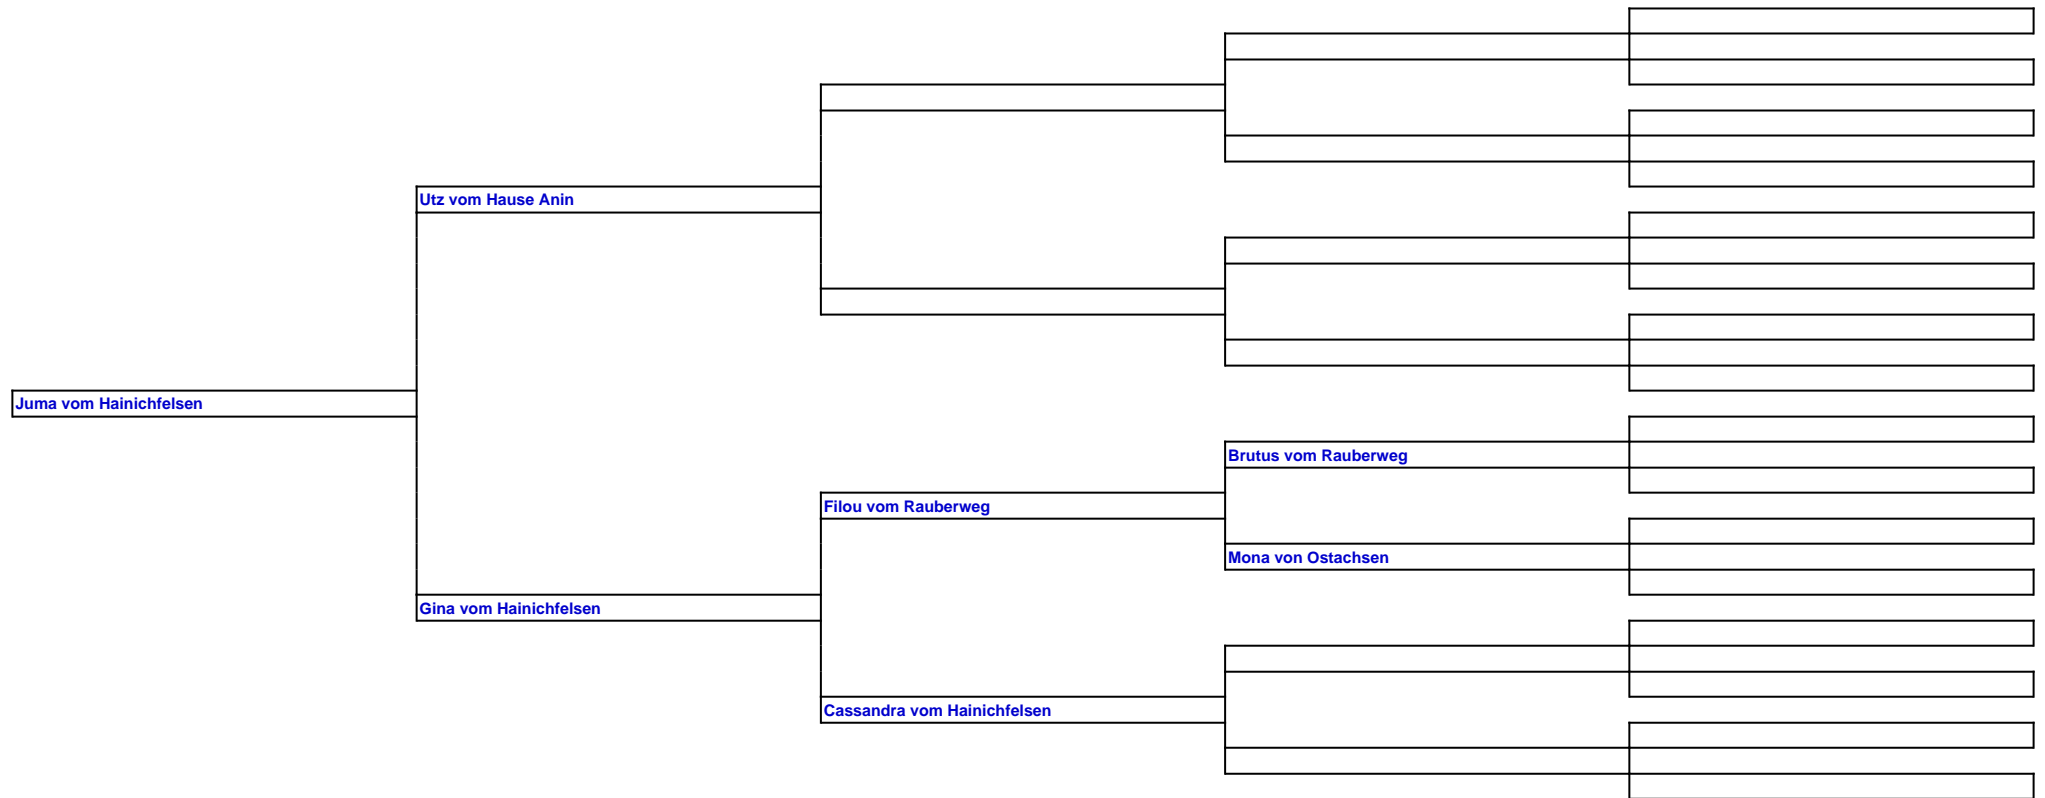 Utz vom Hause Anin
Juma vom Hainichfelsen
Brutus vom Rauberweg
Filou vom Rauberweg
Mona von Ostachsen
Gina vom Hainichfelsen
Cassandra vom Hainichfelsen